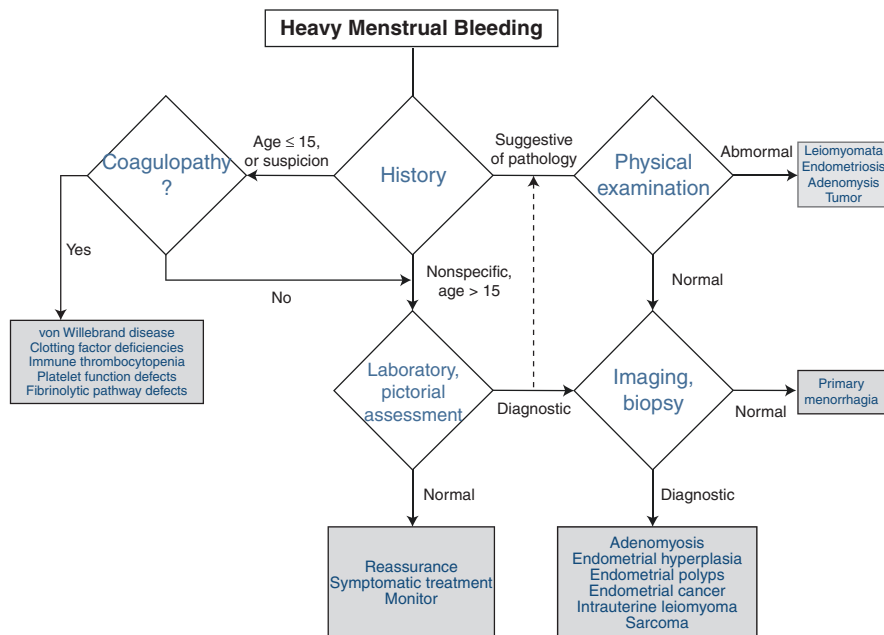 Heavy Menstrual Bleeding
Coagulopathy
?
Age ≤ 15,
or suspicion
History
Suggestive
of pathology
Physical
examination
Abmormal
Leiomyomata
Endometriosis
Adenomysis
Tumor
Yes
No
Nonspecific,
age > 15
Normal
von Willebrand disease
Clotting factor deficiencies
Immune thrombocytopenia
Platelet function defects
Fibrinolytic pathway defects
Laboratory,
pictorial
assessment
Diagnostic
Imaging,
biopsy
Normal
Primary
menorrhagia
Normal
Diagnostic
Reassurance
Symptomatic treatment
Monitor
Adenomyosis
Endometrial hyperplasia
Endometrial polyps
Endometrial cancer
Intrauterine leiomyoma
Sarcoma